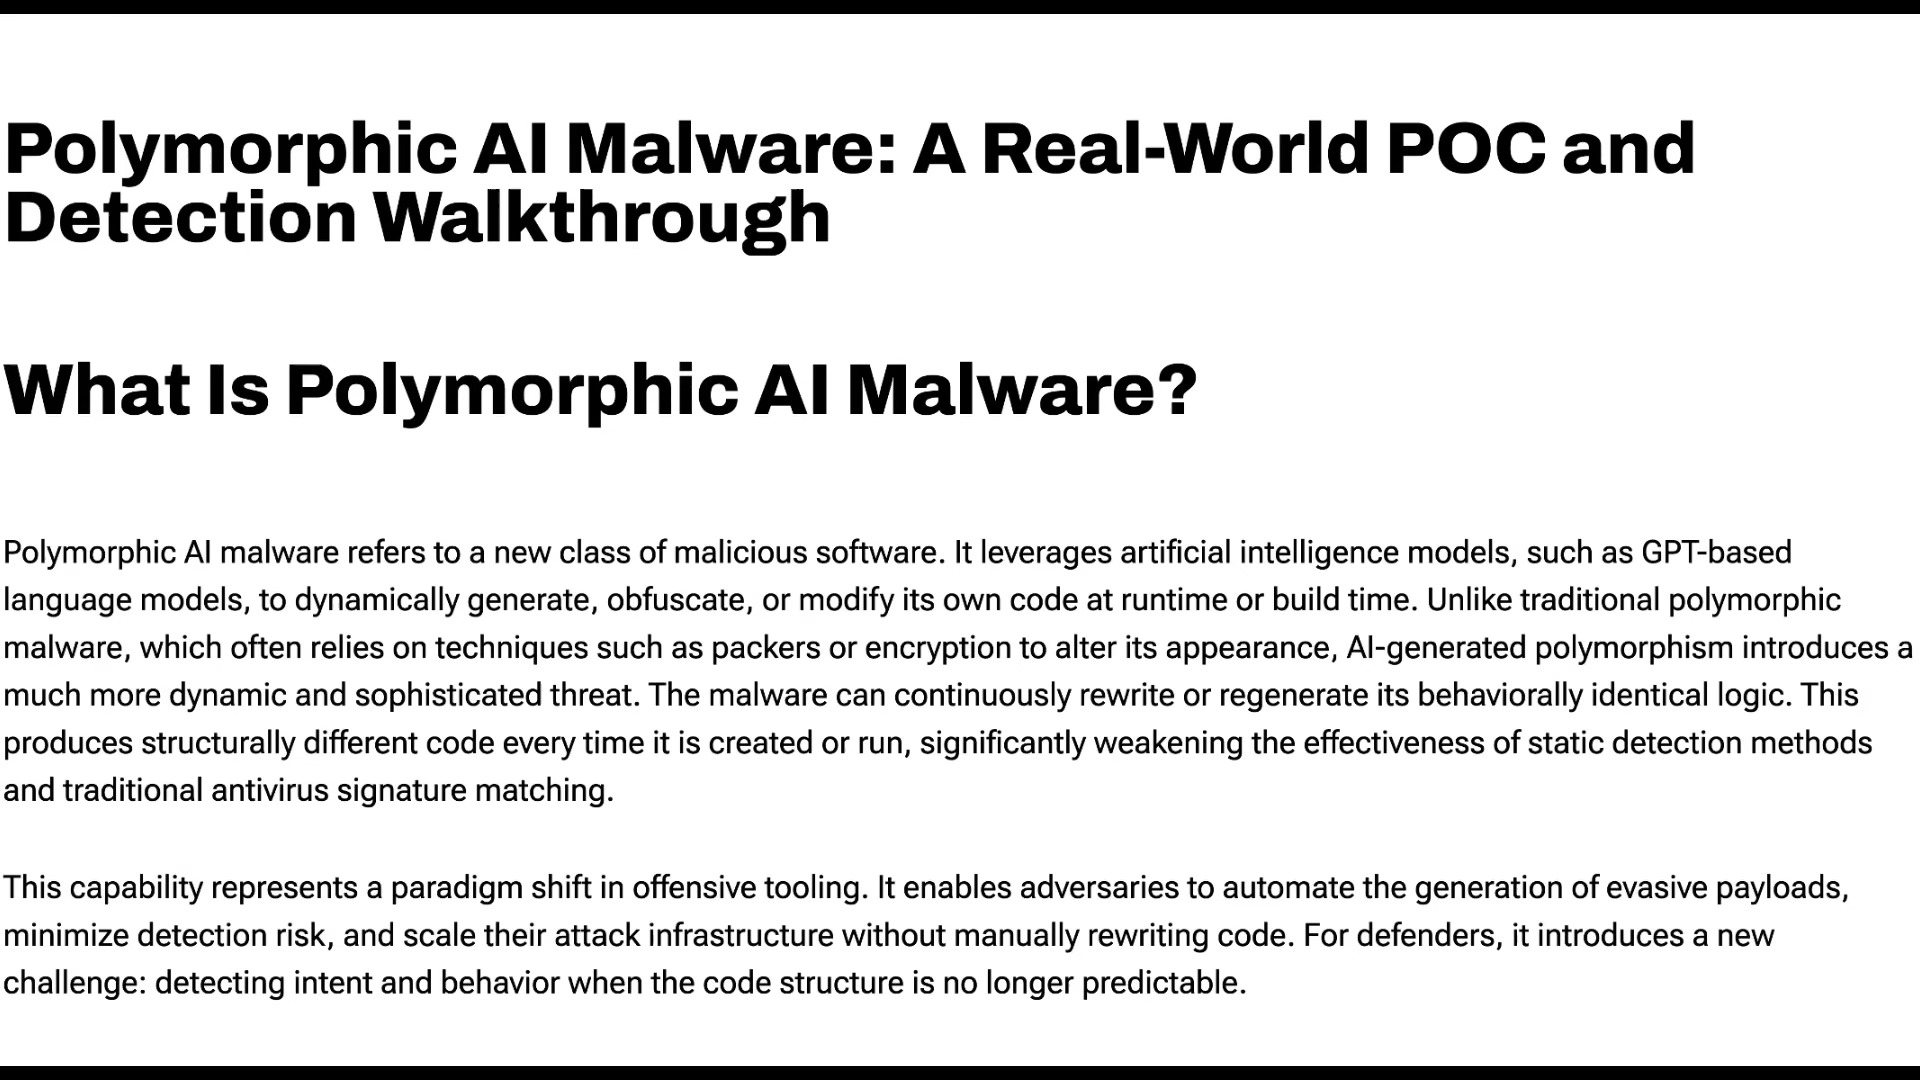 Polymorphic AI Malware: A Real-World POC and
Detection Walkthrough
What Is Polymorphic AI Malware?
Polymorphic AI malware refers to a new class of malicious software. It leverages artificial intelligence models, such as GPT-based
language models, to dynamically generate, obfuscate, or modify its own code at runtime or build time. Unlike traditional polymorphic
malware, which often relies on techniques such as packers or encryption to alter its appearance, AI-generated polymorphism introduces a
much more dynamic and sophisticated threat. The malware can continuously rewrite or regenerate its behaviorally identical logic. This
produces structurally different code every time it is created or run, significantly weakening the effectiveness of static detection methods
and traditional antivirus signature matching.
This capability represents a paradigm shift in offensive tooling. It enables adversaries to automate the generation of evasive payloads,
minimize detection risk, and scale their attack infrastructure without manually rewriting code. For defenders, it introduces a new
challenge: detecting intent and behavior when the code structure is no longer predictable.